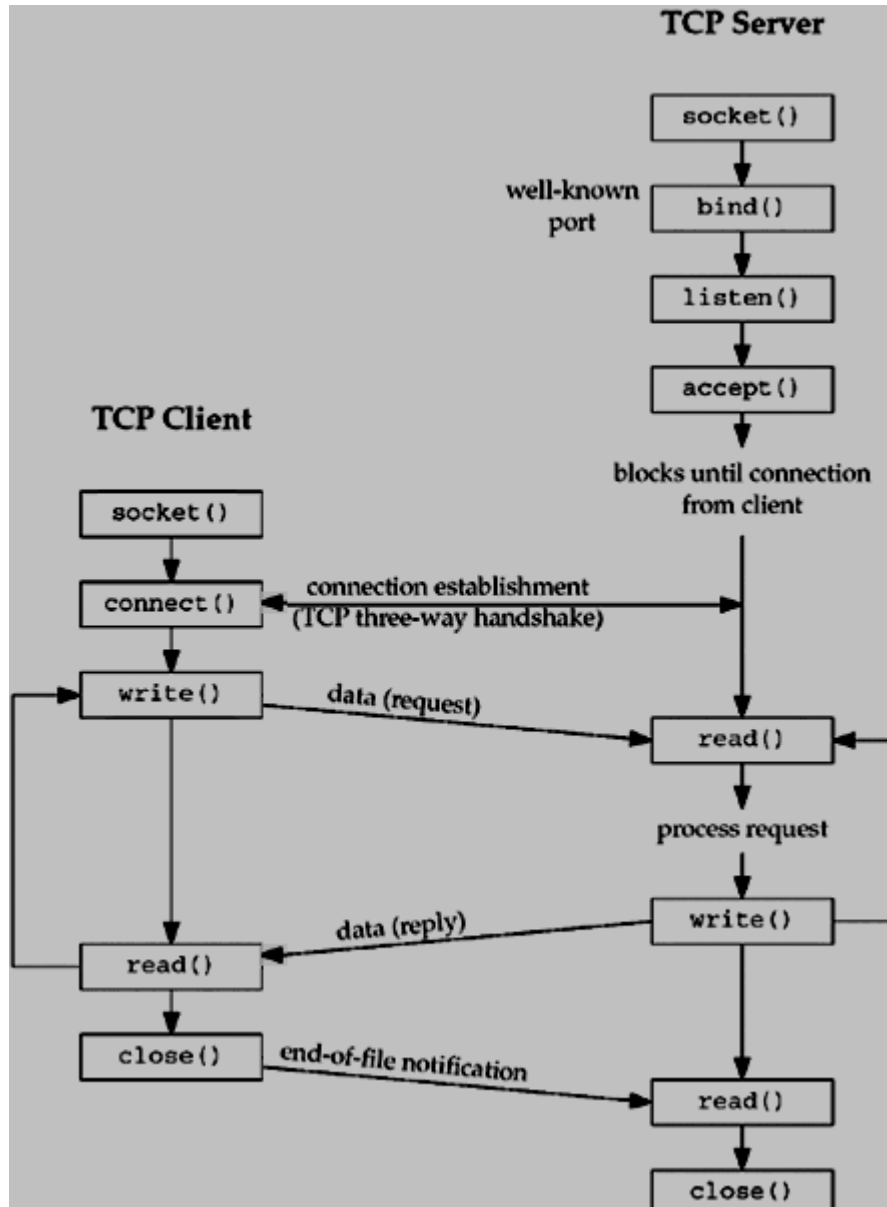 TCP Server
socket()
well-known
port
bind()
listen()
accept()
TCP Client
blocks until connection
from client
socket()
connect()
connection establishment
(TCP three-way handshake)
write()
data (request)
read()
process request
write()
data (reply)
read()
close()
end-of-file notification
read()
close()